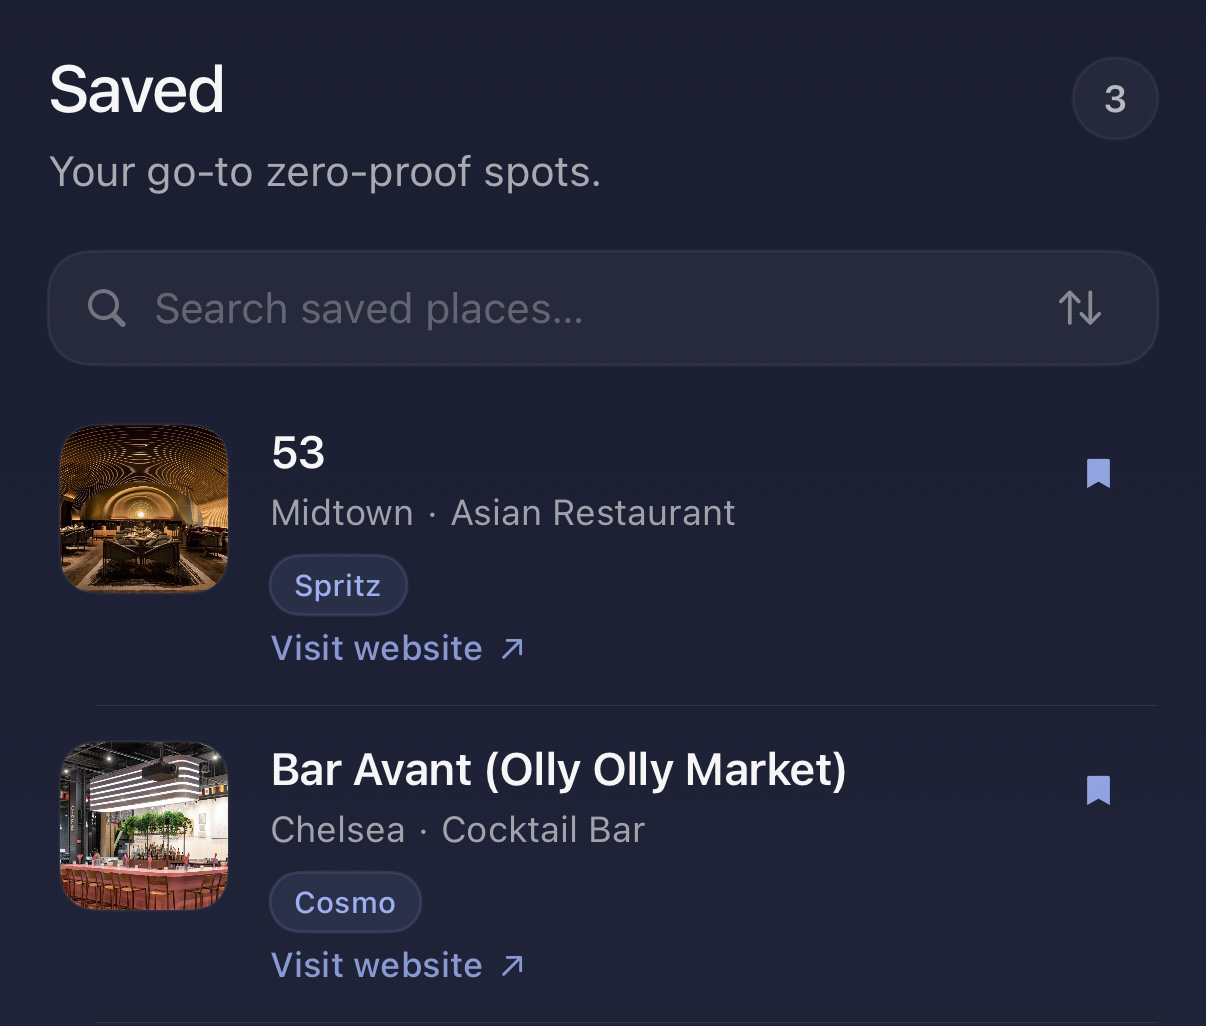 Saved
3
Your go-to zero-proof spots.
Search saved places...
53
Midtown · Asian Restaurant
Spritz
Visit website ↗
Bar Avant (Olly Olly Market)
Chelsea · Cocktail Bar
Cosmo
Visit website ↗